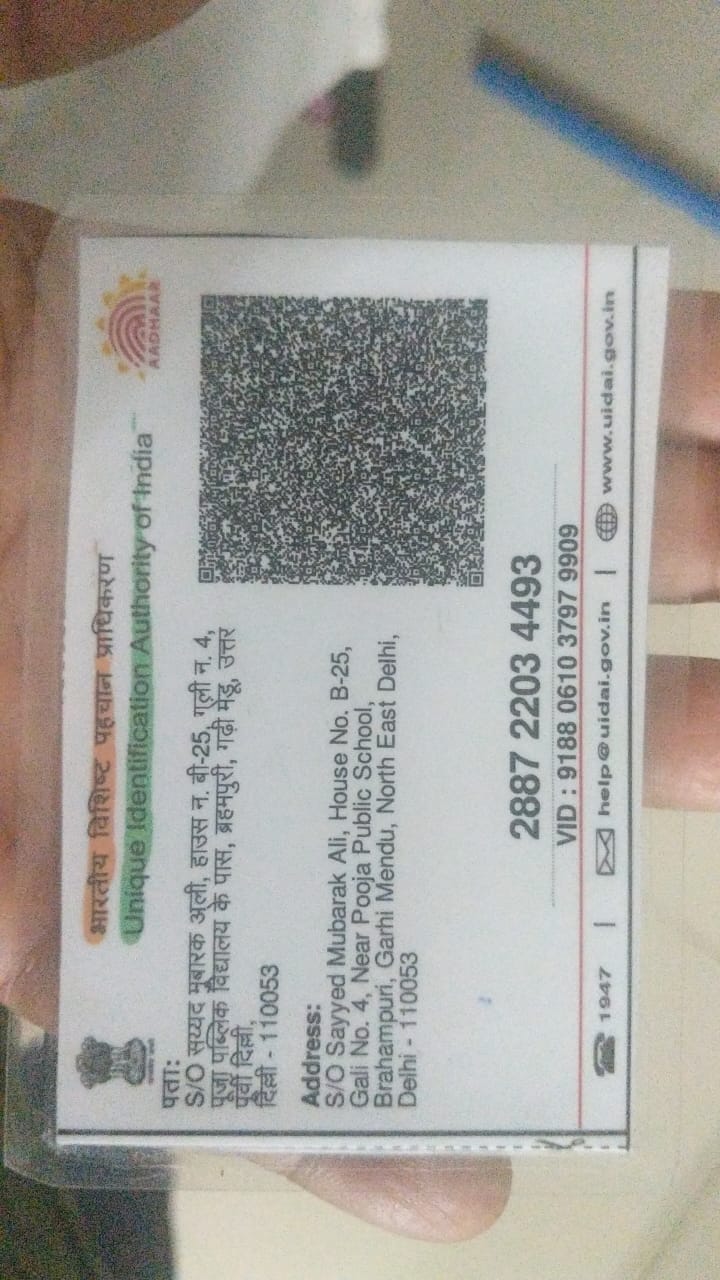 भारतीय विशिष्ट पहचान प्राधिकरण
Unique Identification Authority of India
AADHAAR
पता:
S/O सय्यद मुबारक अली, हाउस न. बी-25, गली न. 4,
पूजा पब्लिक विद्यालय के पास, ब्रहमपुरी, गढ़ी मेंडू, उत्तर
पूर्वी दिल्ली,
दिल्ली - 110053
Address:
S/O Sayyed Mubarak Ali, House No. B-25,
Gali No. 4, Near Pooja Public School,
Brahampuri, Garhi Mendu, North East Delhi,
Delhi - 110053
2887 2203 4493
VID : 9188 0610 3797 9909
1947 | help@uidai.gov.in | www.uidai.gov.in